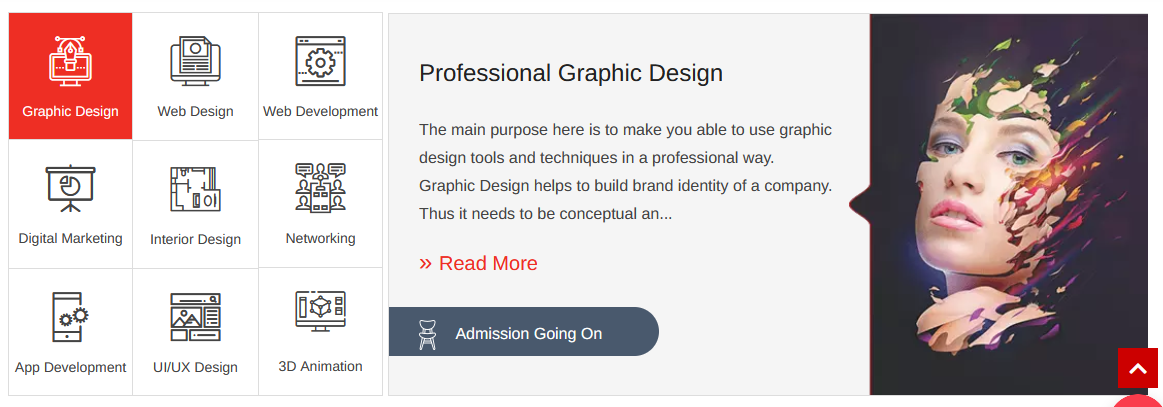 Graphic Design
Web Design
Web Development
Digital Marketing
Interior Design
Networking
App Development
UI/UX Design
3D Animation
Professional Graphic Design
The main purpose here is to make you able to use graphic
design tools and techniques in a professional way.
Graphic Design helps to build brand identity of a company.
Thus it needs to be conceptual an...
» Read More
Admission Going On